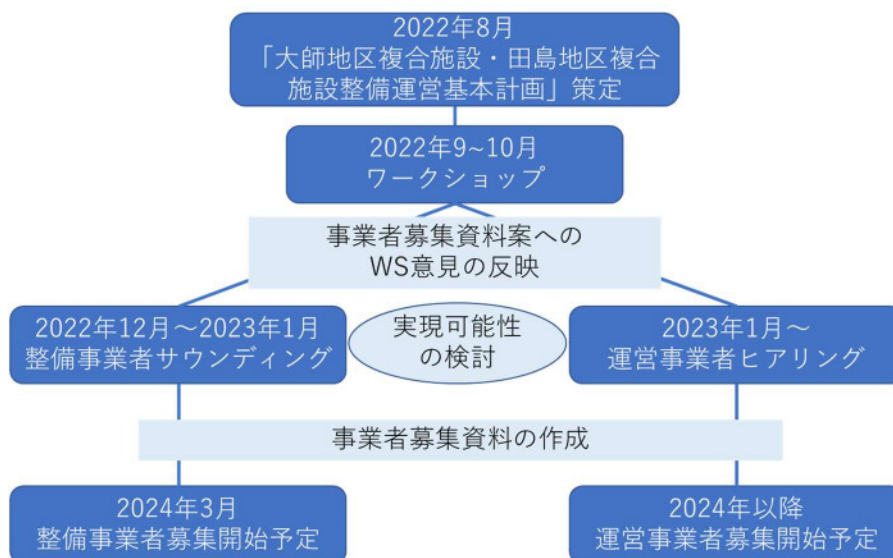 2022年8月
「大師地区複合施設・田島地区複合
施設整備運営基本計画」策定
2022年9~10月
ワークショップ
事業者募集資料案への
WS意見の反映
2022年12月～2023年1月
整備事業者サウンディング
実現可能性
の検討
2023年1月～
運営事業者ヒアリング
事業者募集資料の作成
2024年3月
整備事業者募集開始予定
2024年以降
運営事業者募集開始予定